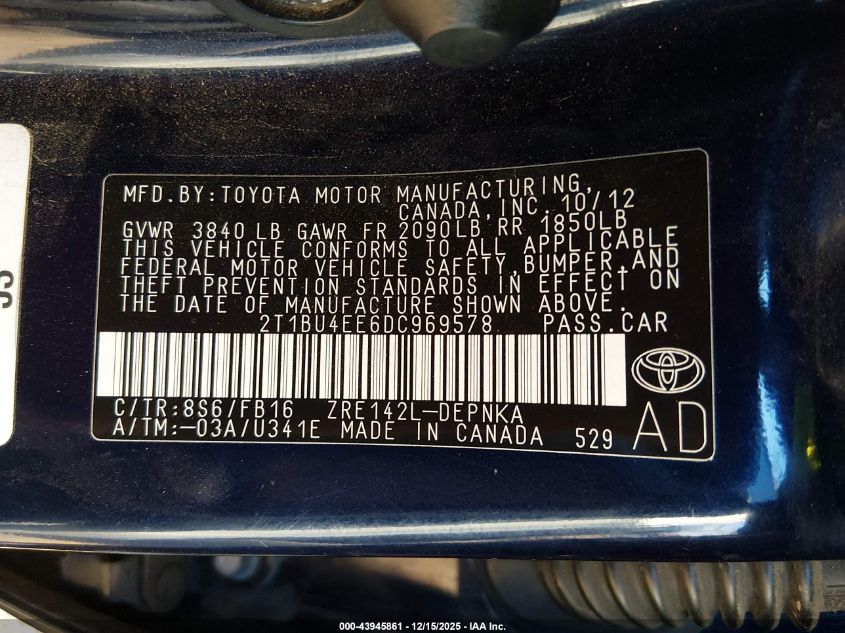 MFD.BY:TOYOTA MOTOR MANUFACTURING,
CANADA, INC. 10/12
GVWR 3840 LB GAWR FR 2090LB RR 1850LB
THIS VEHICLE CONFORMS TO ALL APPLICABLE
FEDERAL MOTOR VEHICLE SAFETY, BUMPER, AND
THEFT PREVENTION STANDARDS IN EFFECT ON
THE DATE OF MANUFACTURE SHOWN ABOVE.
2T1BU4EE6DC969578 PASS.CAR
C/TR:8S6/FB16 ZRE142L-DEPNKA
A/TM:-03A/U341E MADE IN CANADA 529
AD
000-43945861 - 12/15/2025 - IAA Inc.